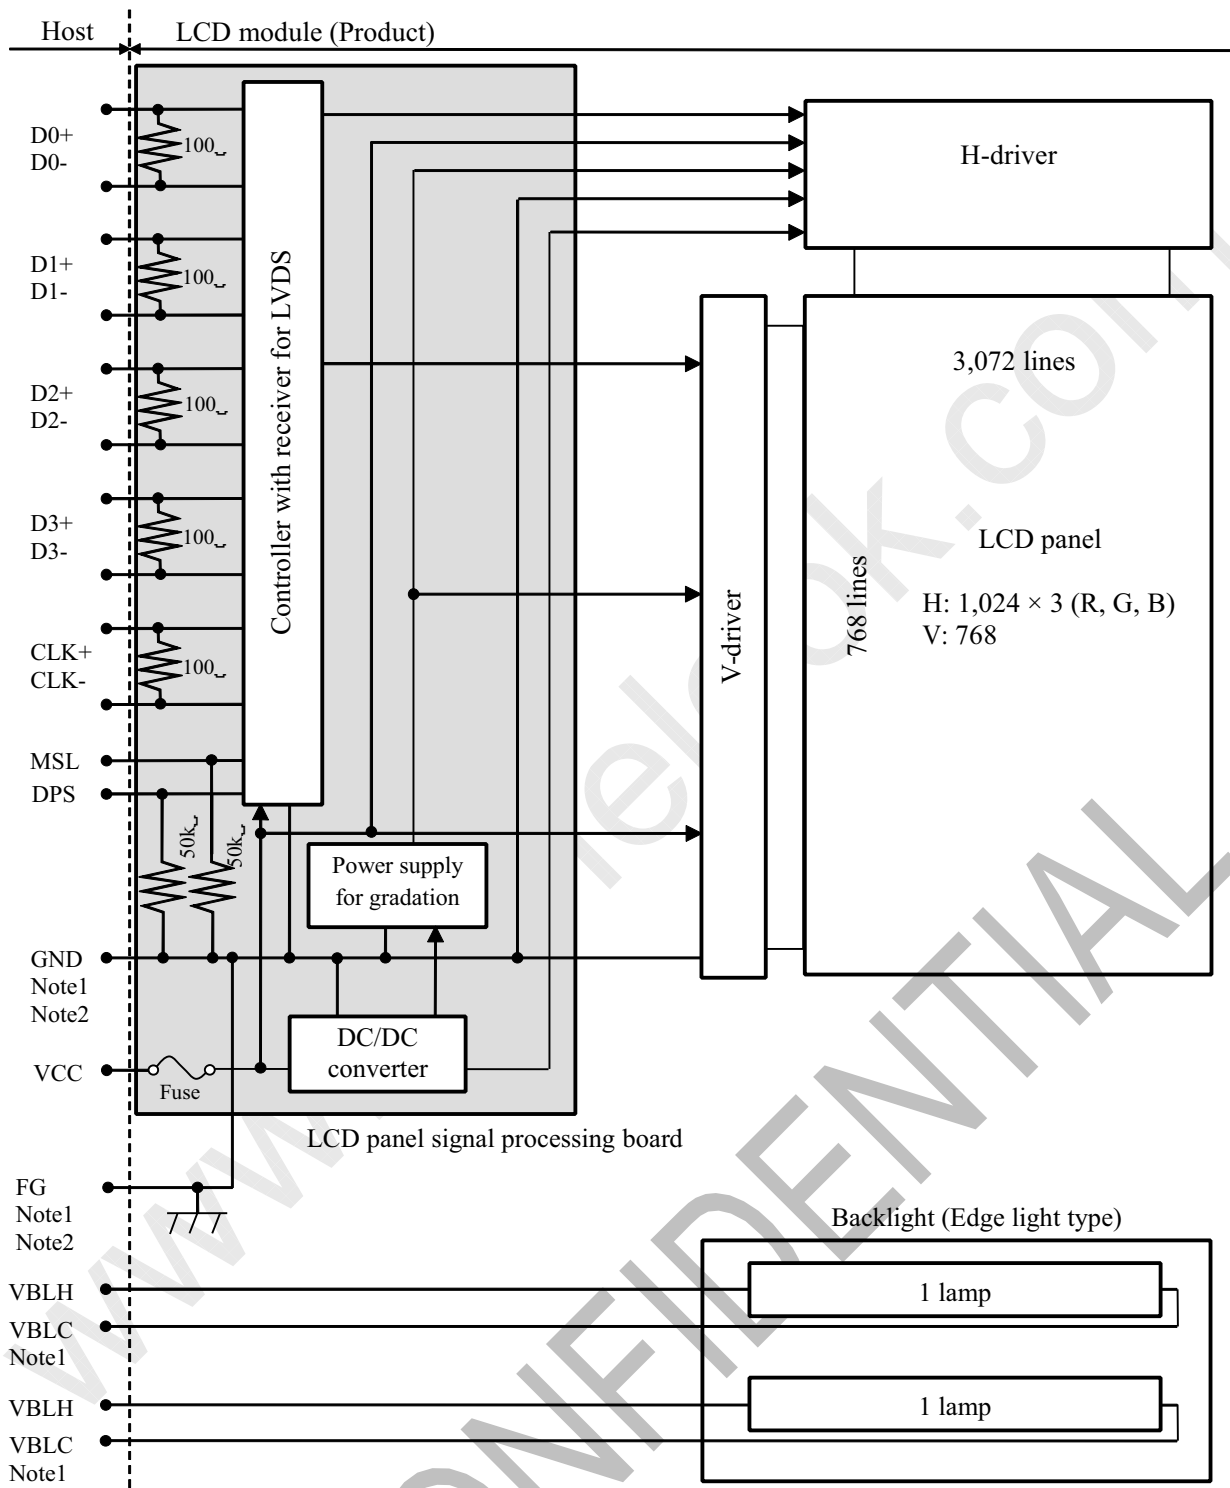 Host
LCD module (Product)
D0+
D0-
100
D1+
D1-
100
D2+
D2-
100
D3+
D3-
100
CLK+
CLK-
100
MSL
DPS
50k
50k
GND
Note1
Note2
VCC
Fuse
Controller with receiver for LVDS
Power supply
for gradation
DC/DC
converter
LCD panel signal processing board
H-driver
V-driver
3,072 lines
768 lines
LCD panel
H: 1,024 × 3 (R, G, B)
V: 768
FG
Note1
Note2
Backlight (Edge light type)
VBLH
1 lamp
VBLC
Note1
VBLH
1 lamp
VBLC
Note1